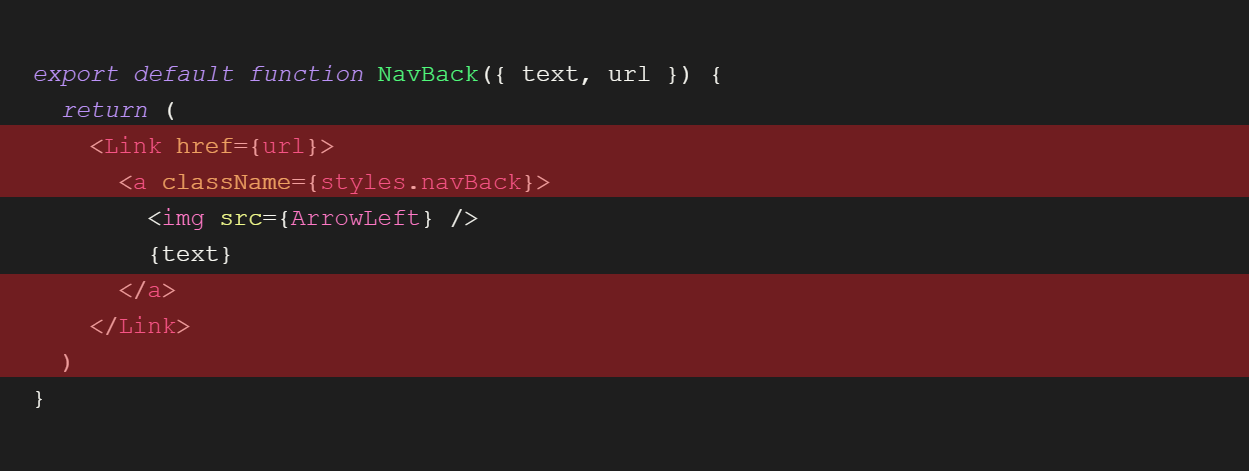 export default function NavBack({ text, url }) {
  return (
    <Link href={url}>
      <a className={styles.navBack}>
        <img src={ArrowLeft} />
        {text}
      </a>
    </Link>
  )
}